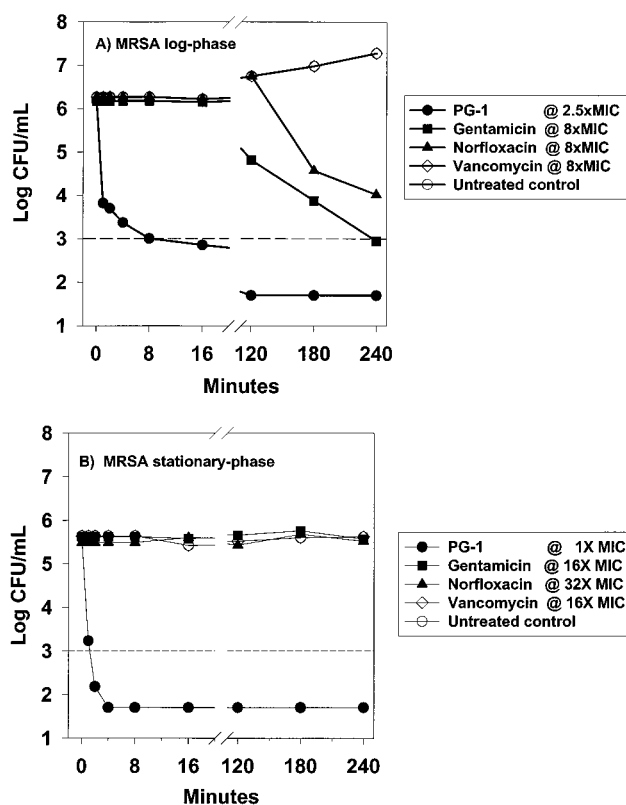 A) MRSA log-phase
Log CFU/mL
8
7
6
5
4
3
2
1
0 8 16 120 180 240
Minutes
PG-1 @ 2.5xMIC
Gentamicin @ 8xMIC
Norfloxacin @ 8xMIC
Vancomycin @ 8xMIC
Untreated control
B) MRSA stationary-phase
Log CFU/mL
8
7
6
5
4
3
2
1
0 8 16 120 180 240
Minutes
PG-1 @ 1X MIC
Gentamicin @ 16X MIC
Norfloxacin @ 32X MIC
Vancomycin @ 16X MIC
Untreated control